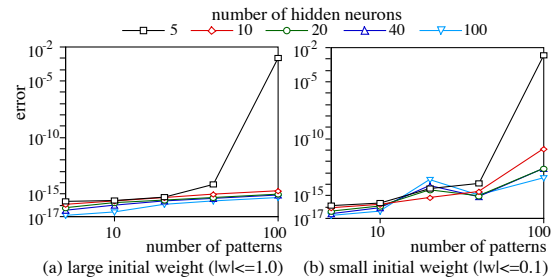 number of hidden neurons
5 10 20 40 100
error
10^-2
10^-5
10^-10
10^-15
10^-17
10 100
number of patterns
(a) large initial weight (|w|<=1.0)
10^-2
10^-5
10^-10
10^-15
10^-17
10 100
number of patterns
(b) small initial weight (|w|<=0.1)